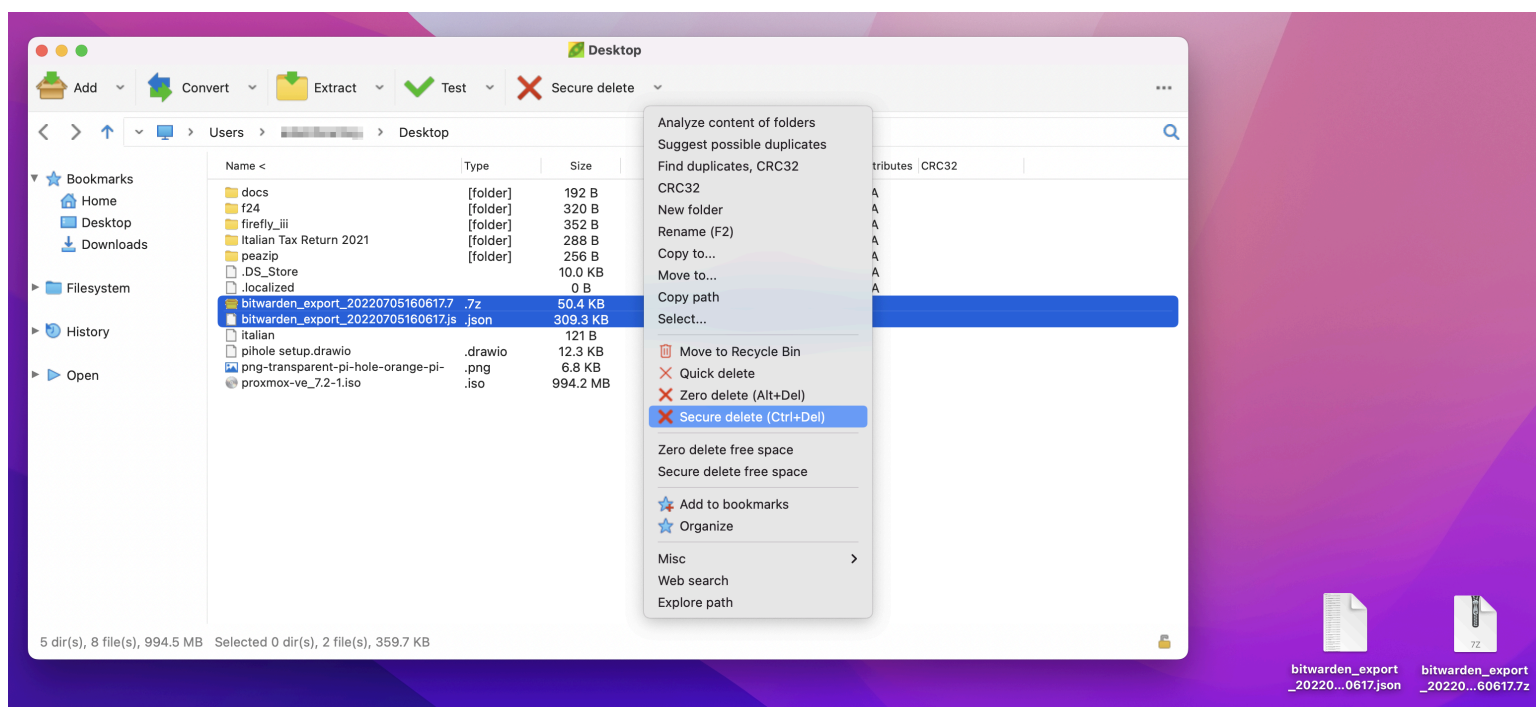 Desktop
Add Convert Extract Test Secure delete
Users Desktop
Bookmarks
Home
Desktop
Downloads
Filesystem
History
Open
Name < Type Size tributes CRC32
docs [folder] 192 B A
f24 [folder] 320 B A
firefly_iii [folder] 352 B A
Italian Tax Return 2021 [folder] 288 B A
peazip [folder] 256 B A
.DS_Store 10.0 KB A
.localized 0 B A
bitwarden_export_20220705160617.7 .7z 50.4 KB
bitwarden_export_20220705160617.js .json 309.3 KB
italian 121 B
pihole setup.drawio .drawio 12.3 KB
png-transparent-pi-hole-orange-pi- .png 6.8 KB
proxmox-ve_7.2-1.iso .iso 994.2 MB
Analyze content of folders
Suggest possible duplicates
Find duplicates, CRC32
CRC32
New folder
Rename (F2)
Copy to...
Move to...
Copy path
Select...
Move to Recycle Bin
Quick delete
Zero delete (Alt+Del)
Secure delete (Ctrl+Del)
Zero delete free space
Secure delete free space
Add to bookmarks
Organize
Misc
Web search
Explore path
5 dir(s), 8 file(s), 994.5 MB Selected 0 dir(s), 2 file(s), 359.7 KB
bitwarden_export
_20220...0617.json
7Z
bitwarden_export
_20220...60617.7z